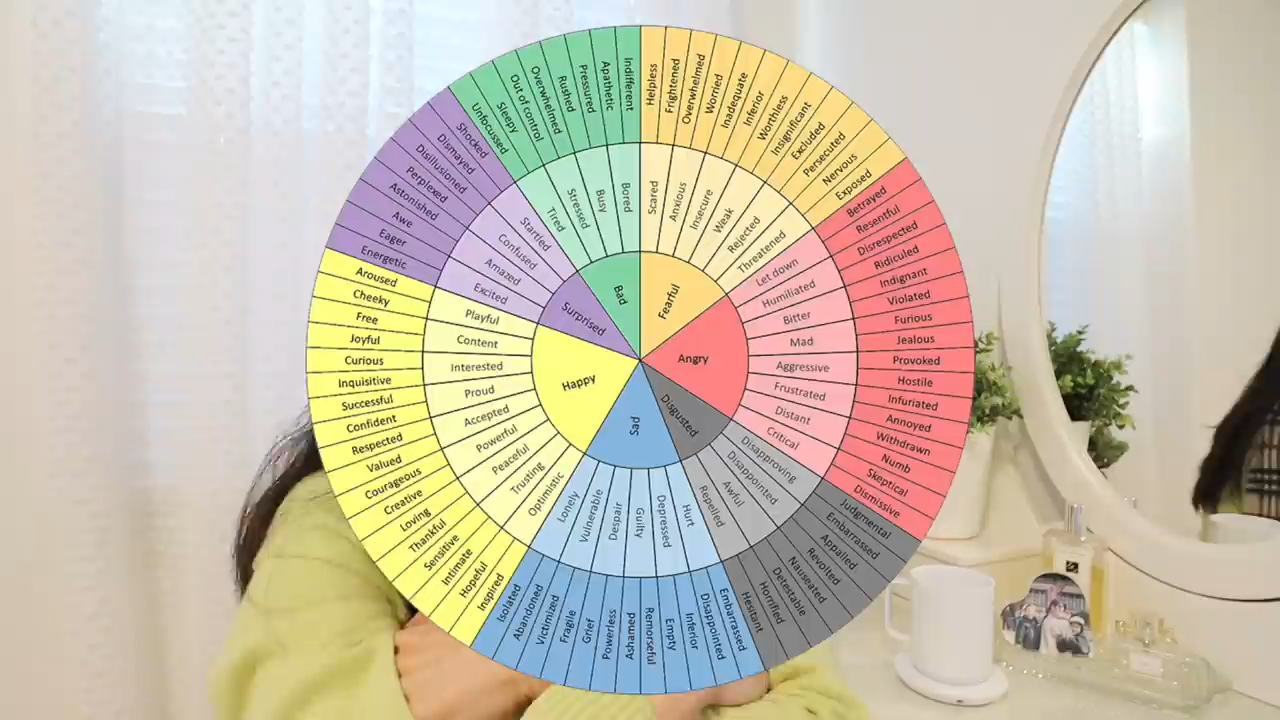 Bad
Fearful
Angry
Disgusted
Sad
Happy
Surprised
Tired
Stressed
Busy
Bored
Scared
Anxious
Insecure
Weak
Rejected
Threatened
Let down
Humiliated
Bitter
Mad
Aggressive
Frustrated
Distant
Critical
Disapproving
Disappointed
Awful
Repelled
Hurt
Depressed
Guilty
Despair
Vulnerable
Lonely
Optimistic
Trusting
Peaceful
Powerful
Accepted
Proud
Interested
Content
Playful
Excited
Amazed
Confused
Startled
Unfocussed
Sleepy
Out of control
Overwhelmed
Rushed
Pressured
Apathetic
Indifferent
Helpless
Frightened
Overwhelmed
Worried
Inadequate
Inferior
Worthless
Insignificant
Excluded
Persecuted
Nervous
Exposed
Betrayed
Resentful
Disrespected
Ridiculed
Indignant
Violated
Furious
Jealous
Provoked
Hostile
Infuriated
Annoyed
Withdrawn
Numb
Skeptical
Dismissive
Judgmental
Embarrassed
Appalled
Revolted
Nauseated
Detestable
Horrified
Hesitant
Embarrassed
Disappointed
Inferior
Empty
Remorseful
Ashamed
Powerless
Grief
Fragile
Victimized
Abandoned
Isolated
Inspired
Hopeful
Intimate
Sensitive
Thankful
Loving
Creative
Courageous
Valued
Respected
Confident
Successful
Inquisitive
Curious
Joyful
Free
Cheeky
Aroused
Energetic
Eager
Awe
Astonished
Perplexed
Disillusioned
Dismayed
Shocked